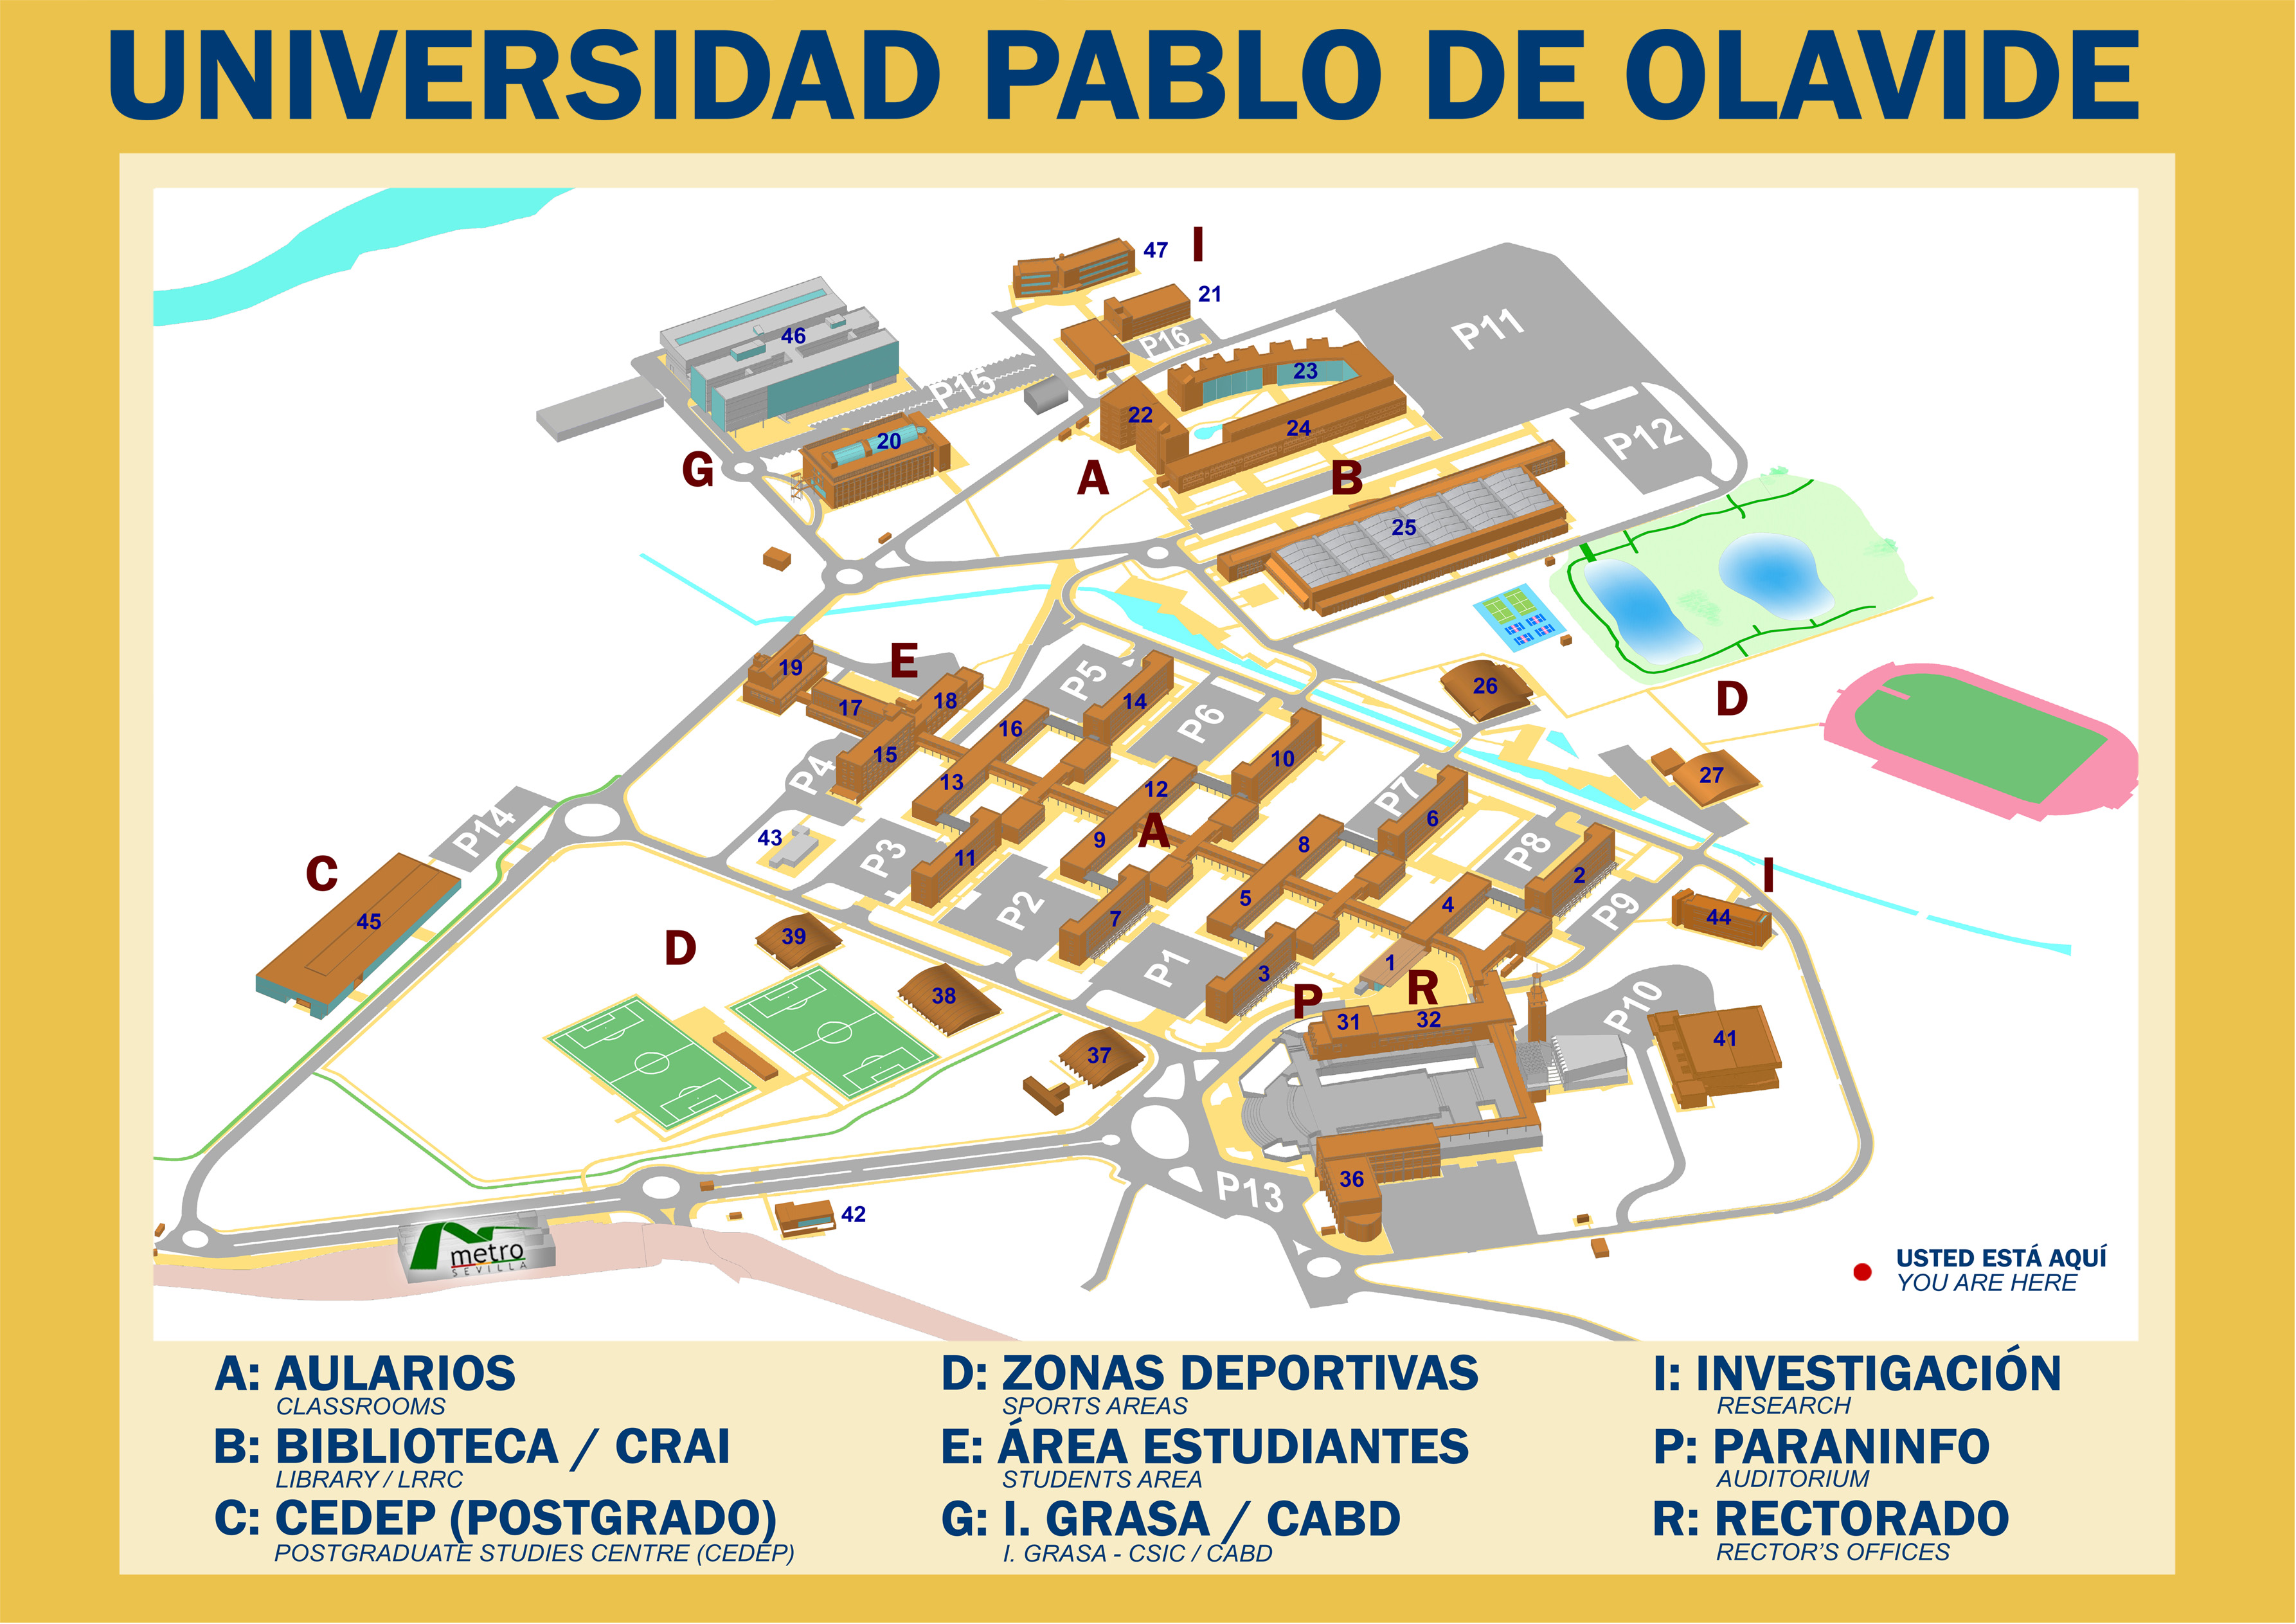 UNIVERSIDAD PABLO DE OLAVIDE
47 I
21
46
P11
P16
23
P15
22
24
20
P12
G
A
B
25
19
E
P5
26
D
17
18
14
P6
16
15
10
27
P4
13
12
P7
43
9
A
6
P14
P3
11
8
P8
C
2
I
5
4
P9
45
P2
7
44
D
39
1
P1
3
R
38
P
31
32
P10
37
41
36
P13
42
metro
SEVILLA
USTED ESTÁ AQUÍ
YOU ARE HERE
A: AULARIOS
CLASSROOMS
B: BIBLIOTECA / CRAI
LIBRARY / LRRC
C: CEDEP (POSTGRADO)
POSTGRADUATE STUDIES CENTRE (CEDEP)
D: ZONAS DEPORTIVAS
SPORTS AREAS
E: ÁREA ESTUDIANTES
STUDENTS AREA
G: I. GRASA / CABD
I. GRASA - CSIC / CABD
I: INVESTIGACIÓN
RESEARCH
P: PARANINFO
AUDITORIUM
R: RECTORADO
RECTOR'S OFFICES